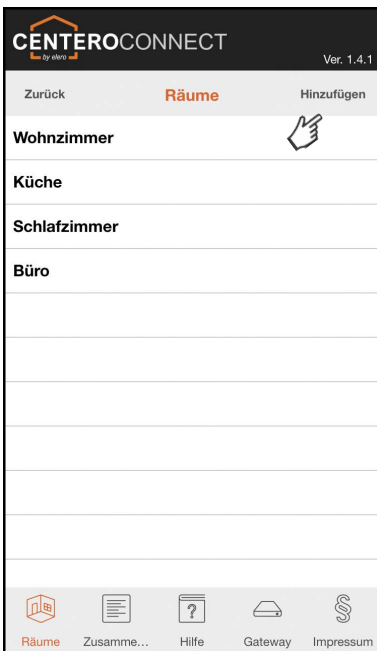 CENTEROCONNECT
by elero
Ver. 1.4.1
Zurück Räume Hinzufügen
Wohnzimmer
Küche
Schlafzimmer
Büro
?
§
Räume Zusamme... Hilfe Gateway Impressum